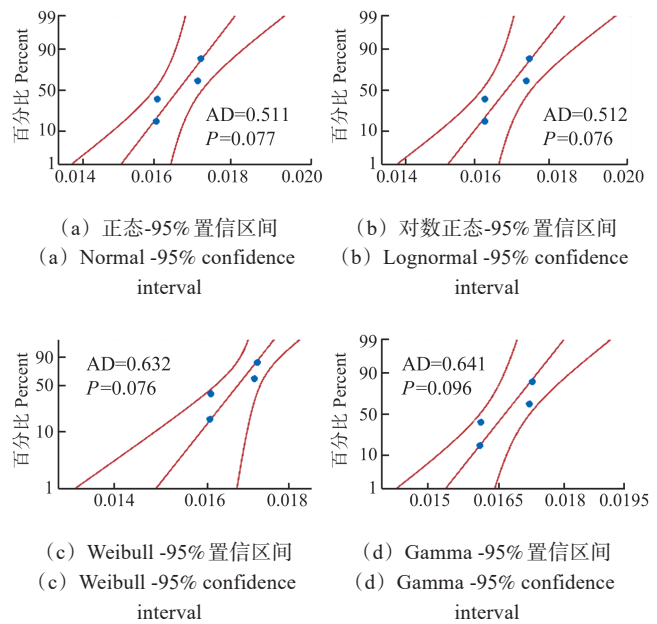 99
90
50
10
1
百分比 Percent
AD=0.511
P=0.077
0.014 0.016 0.018 0.020
(a) 正态-95% 置信区间
(a) Normal -95% confidence
interval
99
90
50
10
1
百分比 Percent
AD=0.512
P=0.076
0.014 0.016 0.018 0.020
(b) 对数正态-95% 置信区间
(b) Lognormal -95% confidence
interval
90
50
10
1
百分比 Percent
AD=0.632
P=0.076
0.014 0.016 0.018
(c) Weibull -95% 置信区间
(c) Weibull -95% confidence
interval
99
90
50
10
1
百分比 Percent
AD=0.641
P=0.096
0.015 0.0165 0.018 0.0195
(d) Gamma -95% 置信区间
(d) Gamma -95% confidence
interval